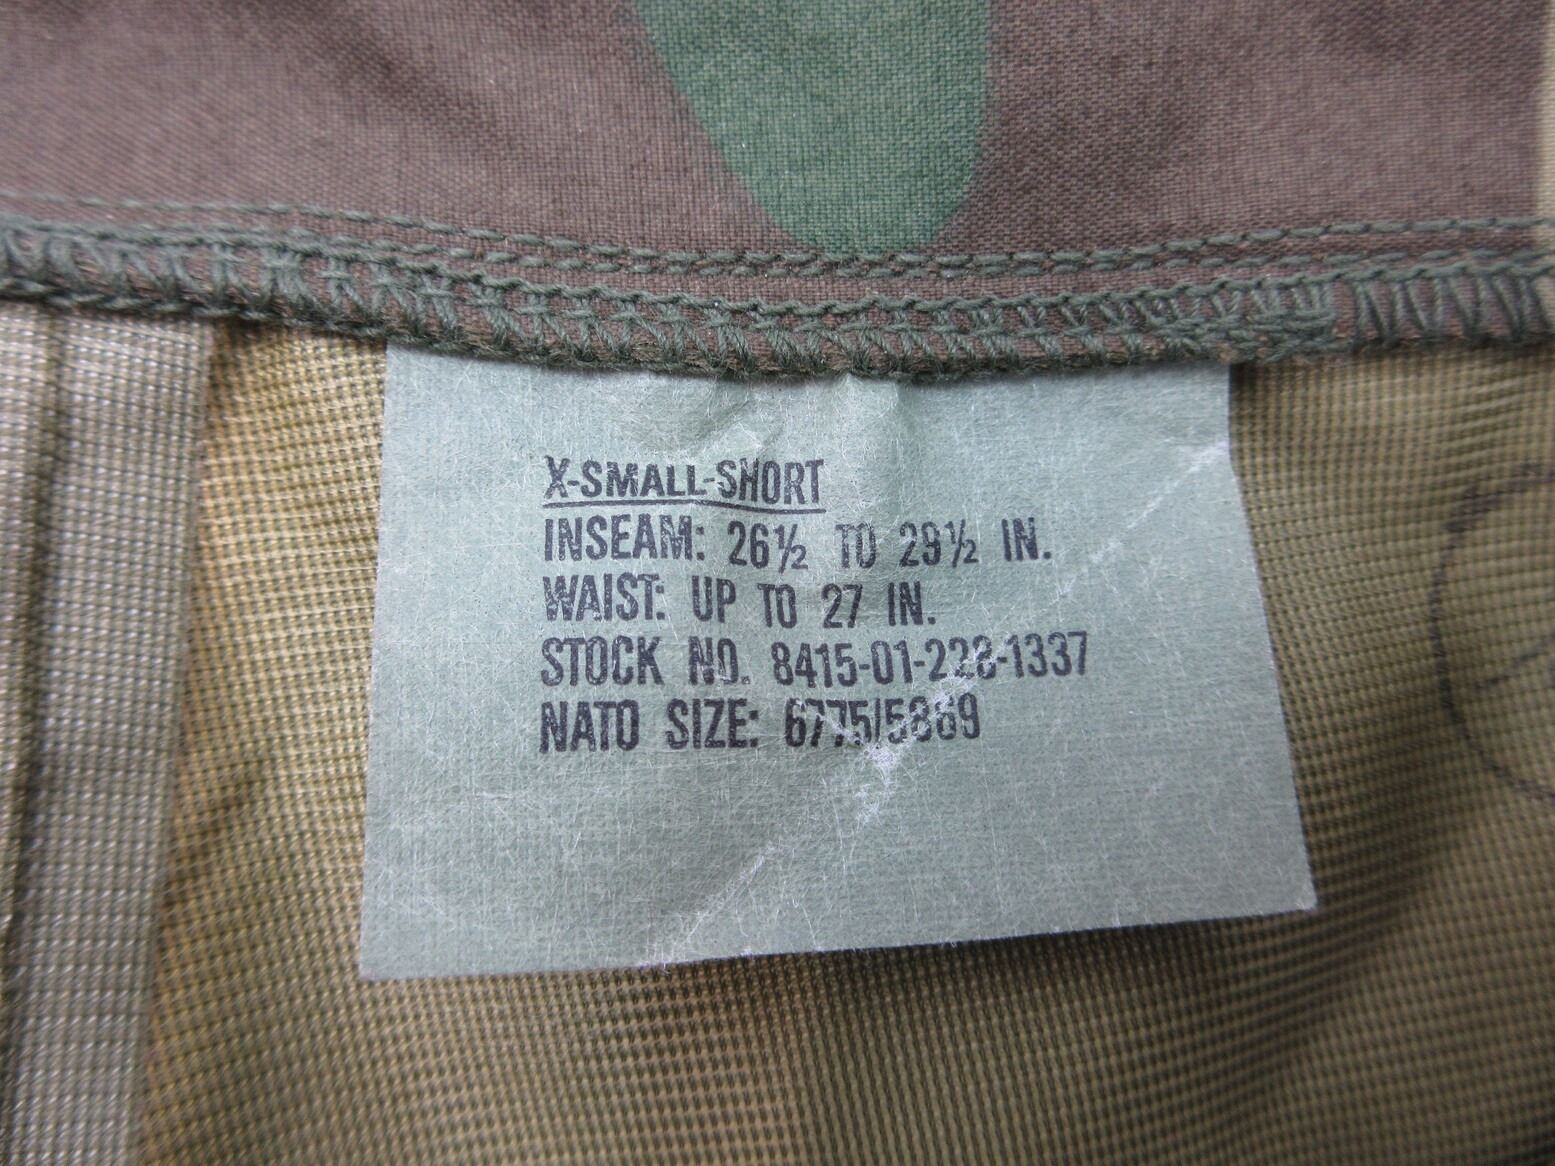 X-SMALL-SHORT
INSEAM: 26½ TO 29½ IN.
WAIST: UP TO 27 IN.
STOCK NO. 8415-01-228-1337
NATO SIZE: 6775/5869